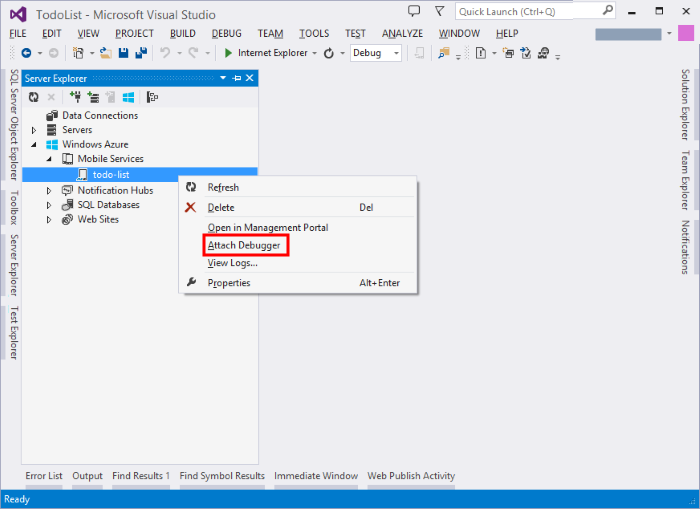 TodoList - Microsoft Visual Studio
Quick Launch (Ctrl+Q)
FILE EDIT VIEW PROJECT BUILD DEBUG TEAM TOOLS TEST ANALYZE WINDOW HELP
Internet Explorer Debug
SQL Server Object Explorer
Toolbox
Server Explorer
Test Explorer
Server Explorer
Data Connections
Servers
Windows Azure
Mobile Services
todo-list
Notification Hubs
SQL Databases
Web Sites
Refresh
Delete Del
Open in Management Portal
Attach Debugger
View Logs...
Properties Alt+Enter
Solution Explorer
Team Explorer
Notifications
Error List Output Find Results 1 Find Symbol Results Immediate Window Web Publish Activity
Ready